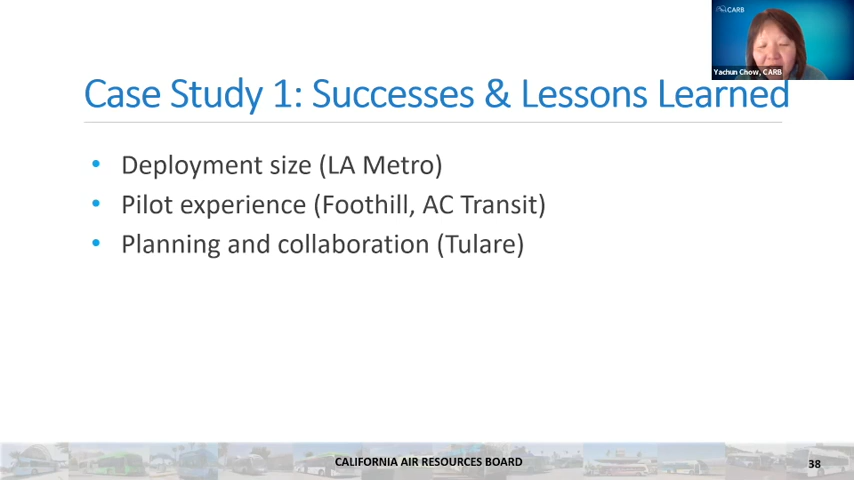 CARB
Yachun Chow, CARB
Case Study 1: Successes & Lessons Learned
• Deployment size (LA Metro)
• Pilot experience (Foothill, AC Transit)
• Planning and collaboration (Tulare)
CALIFORNIA AIR RESOURCES BOARD
38